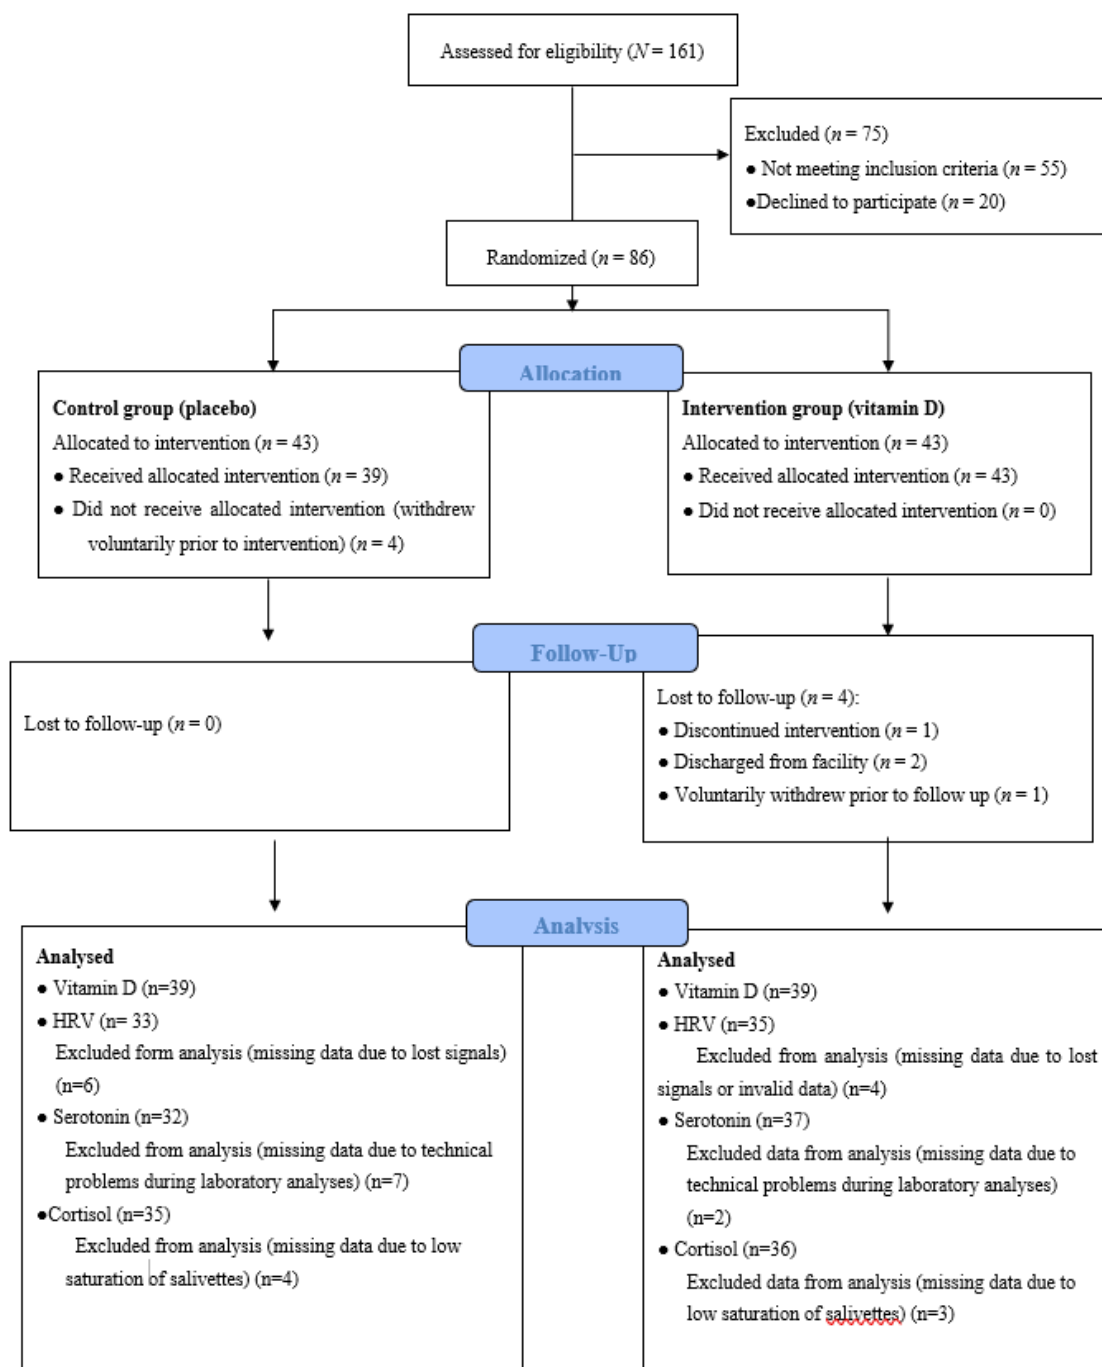 Assessed for eligibility (N = 161)
Excluded (n = 75)
● Not meeting inclusion criteria (n = 55)
●Declined to participate (n = 20)
Randomized (n = 86)
Allocation
Control group (placebo)
Allocated to intervention (n = 43)
● Received allocated intervention (n = 39)
● Did not receive allocated intervention (withdrew
voluntarily prior to intervention) (n = 4)
Intervention group (vitamin D)
Allocated to intervention (n = 43)
● Received allocated intervention (n = 43)
● Did not receive allocated intervention (n = 0)
Follow-Up
Lost to follow-up (n = 0)
Lost to follow-up (n = 4):
● Discontinued intervention (n = 1)
● Discharged from facility (n = 2)
● Voluntarily withdrew prior to follow up (n = 1)
Analysis
Analysed
● Vitamin D (n=39)
● HRV (n= 33)
Excluded form analysis (missing data due to lost signals)
(n=6)
● Serotonin (n=32)
Excluded from analysis (missing data due to technical
problems during laboratory analyses) (n=7)
●Cortisol (n=35)
Excluded from analysis (missing data due to low
saturation of salivettes) (n=4)
Analysed
● Vitamin D (n=39)
● HRV (n=35)
Excluded from analysis (missing data due to lost
signals or invalid data) (n=4)
● Serotonin (n=37)
Excluded data from analysis (missing data due to
technical problems during laboratory analyses)
(n=2)
● Cortisol (n=36)
Excluded data from analysis (missing data due to
low saturation of salivettes) (n=3)